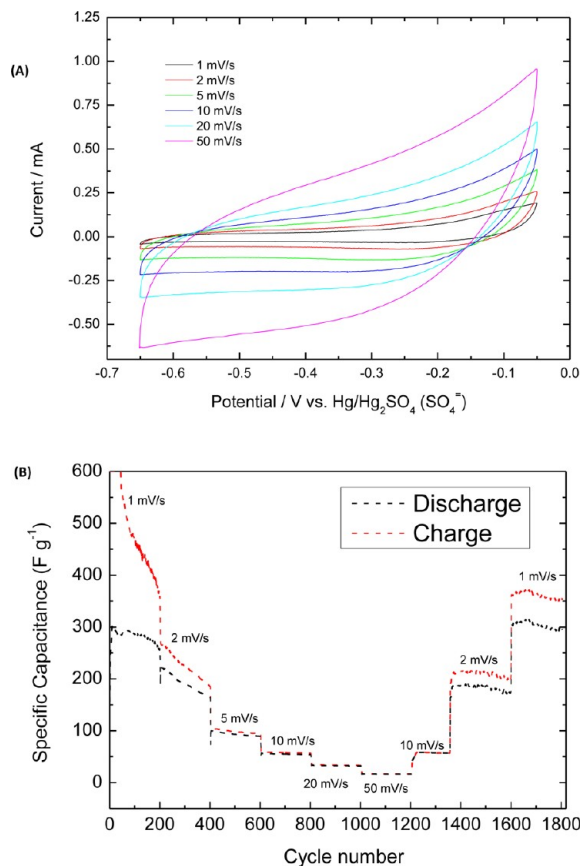 (A)
1.25
1.00
0.75
0.50
0.25
0.00
-0.25
-0.50
Current / mA
1 mV/s
2 mV/s
5 mV/s
10 mV/s
20 mV/s
50 mV/s
-0.7 -0.6 -0.5 -0.4 -0.3 -0.2 -0.1 0.0
Potential / V vs. Hg/Hg₂SO₄ (SO₄⁼)
(B)
600
500
400
300
200
100
0
Specific Capacitance (F g⁻¹)
Discharge
Charge
1 mV/s
2 mV/s
5 mV/s
10 mV/s
20 mV/s
50 mV/s
10 mV/s
2 mV/s
1 mV/s
0 200 400 600 800 1000 1200 1400 1600 1800
Cycle number